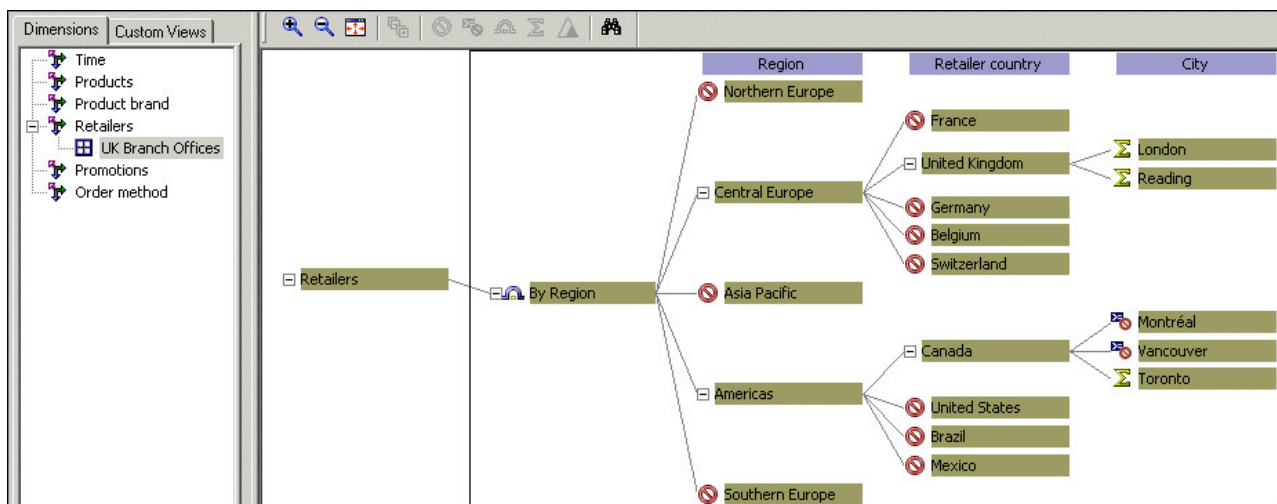 Dimensions
Custom Views
Time
Products
Product brand
Retailers
UK Branch Offices
Promotions
Order method
Region
Retailer country
City
Northern Europe
France
London
United Kingdom
Reading
Central Europe
Germany
Belgium
Switzerland
Retailers
By Region
Asia Pacific
Montréal
Canada
Vancouver
Toronto
Americas
United States
Brazil
Mexico
Southern Europe